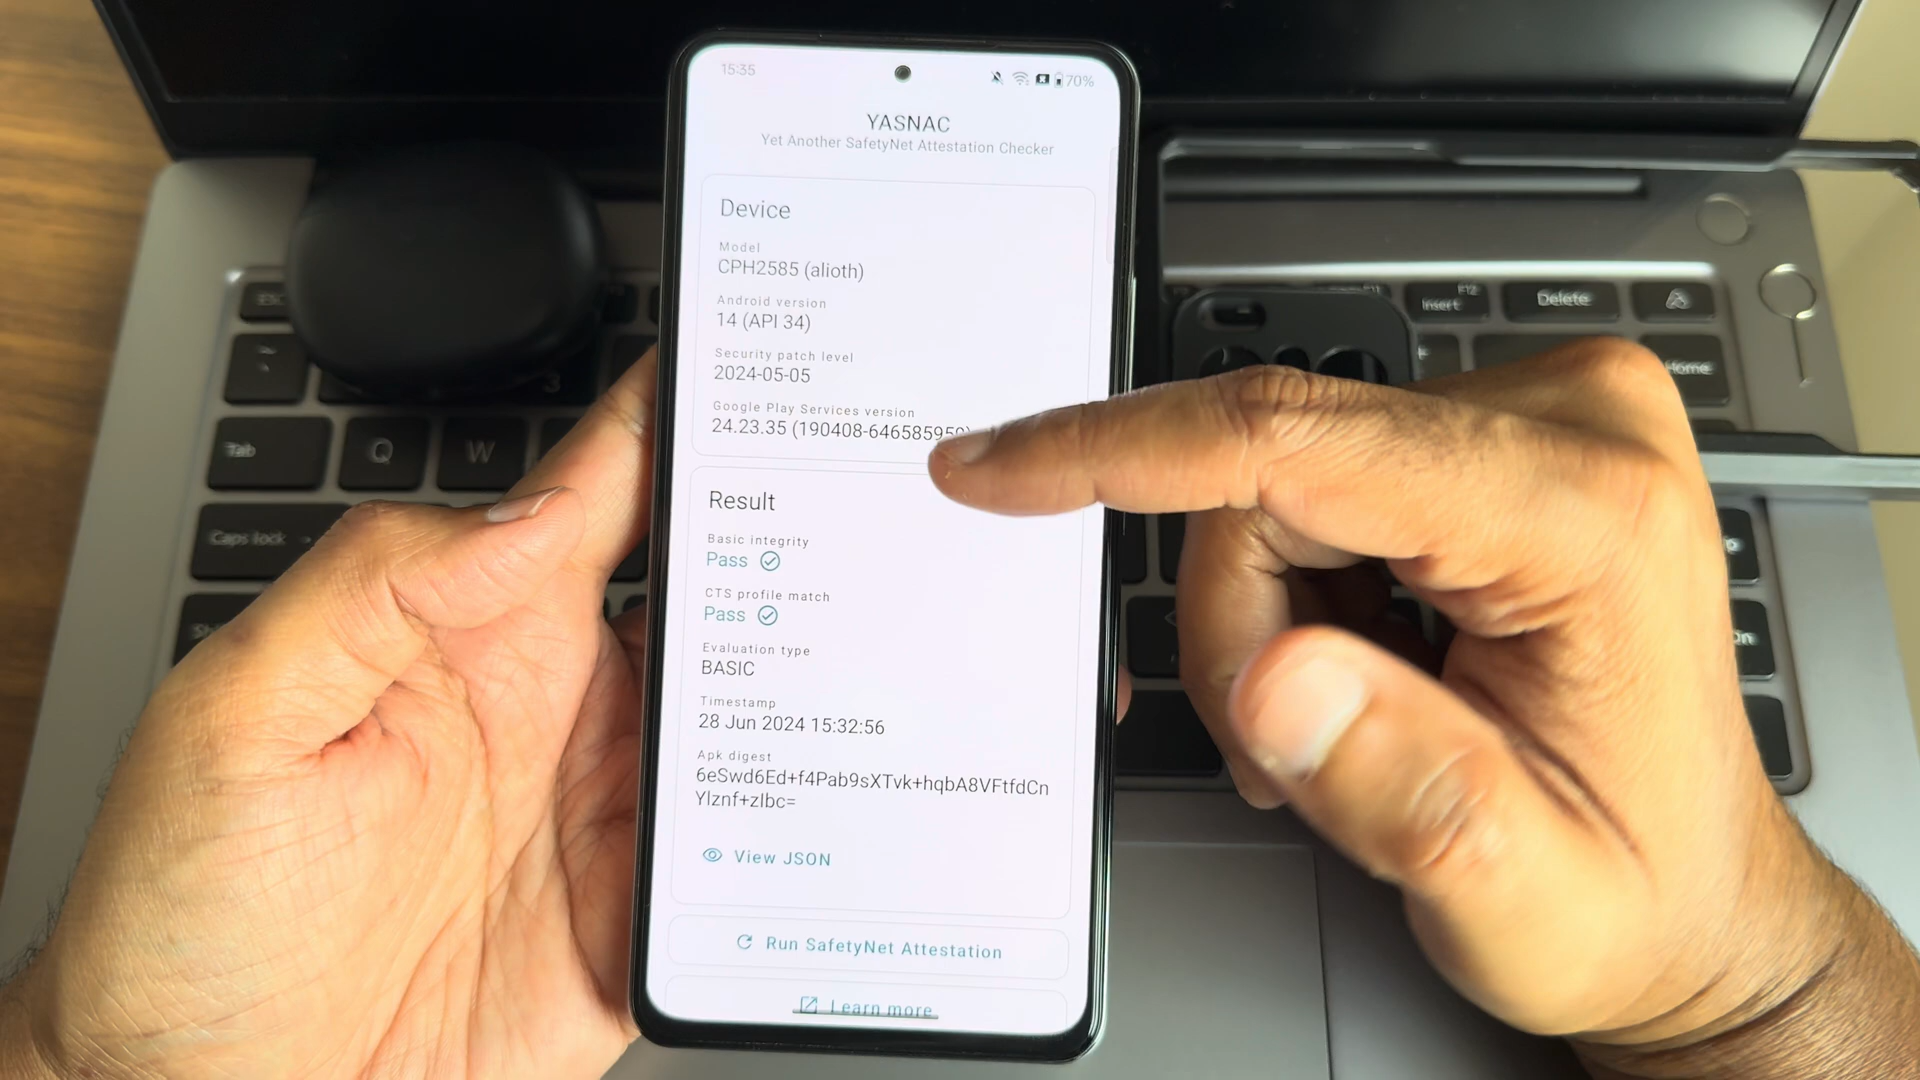 15:35
70%
YASNAC
Yet Another SafetyNet Attestation Checker
Device
Model
CPH2585 (alioth)
Android version
14 (API 34)
Security patch level
2024-05-05
Google Play Services version
24.23.35 (190408-646585959)
Result
Basic integrity
Pass
CTS profile match
Pass
Evaluation type
BASIC
Timestamp
28 Jun 2024 15:32:56
Apk digest
6eSwd6Ed+f4Pab9sXTvk+hqbA8VFtfdCn
Ylznf+zlbc=
View JSON
Run SafetyNet Attestation
Learn more
Esc
F12
Insert
Delete
3
Home
Tab
Q
W
Caps lock